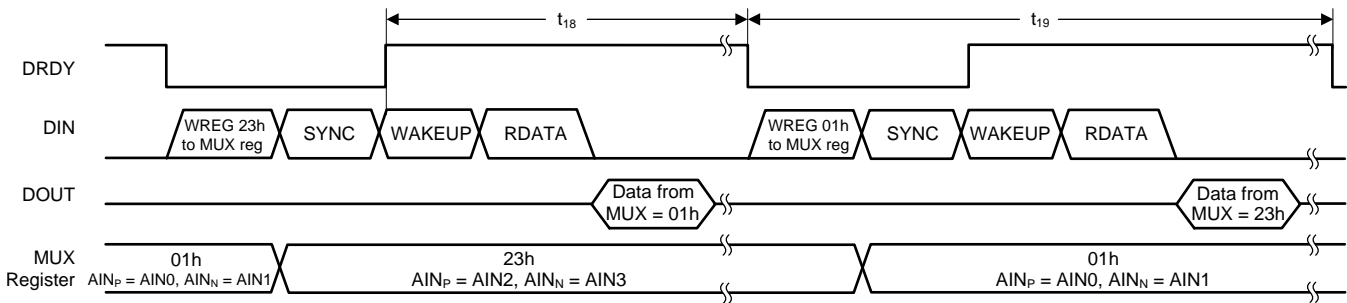 t18
t19
DRDY
DIN
WREG 23h
to MUX reg
SYNC
WAKEUP
RDATA
WREG 01h
to MUX reg
SYNC
WAKEUP
RDATA
DOUT
Data from
MUX = 01h
Data from
MUX = 23h
MUX
Register
01h
AINP = AIN0, AINN = AIN1
23h
AINP = AIN2, AINN = AIN3
01h
AINP = AIN0, AINN = AIN1